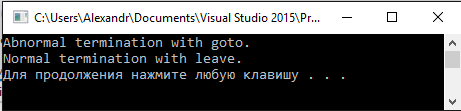 C:\Users\Alexandr\Documents\Visual Studio 2015\Pr...
Abnormal termination with goto.
Normal termination with leave.
Для продолжения нажмите любую клавишу . . .